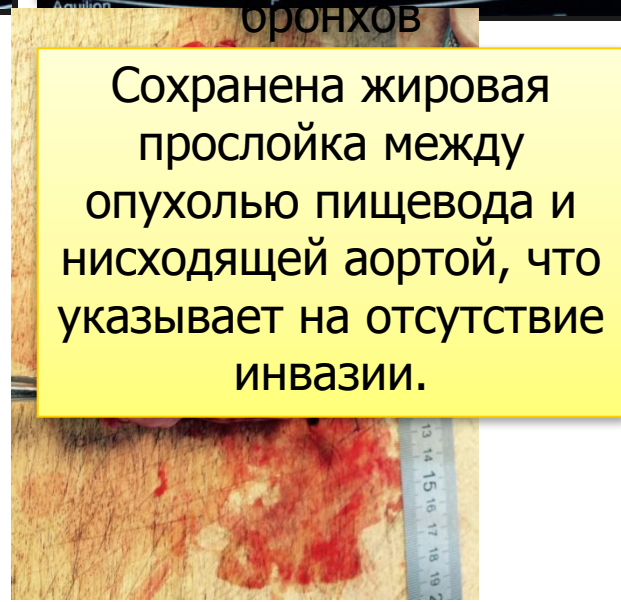 Aquilion
бронхов
Сохранена жировая
прослойка между
опухолью пищевода и
нисходящей аортой, что
указывает на отсутствие
инвазии.
13 14 15 16 17 18 19